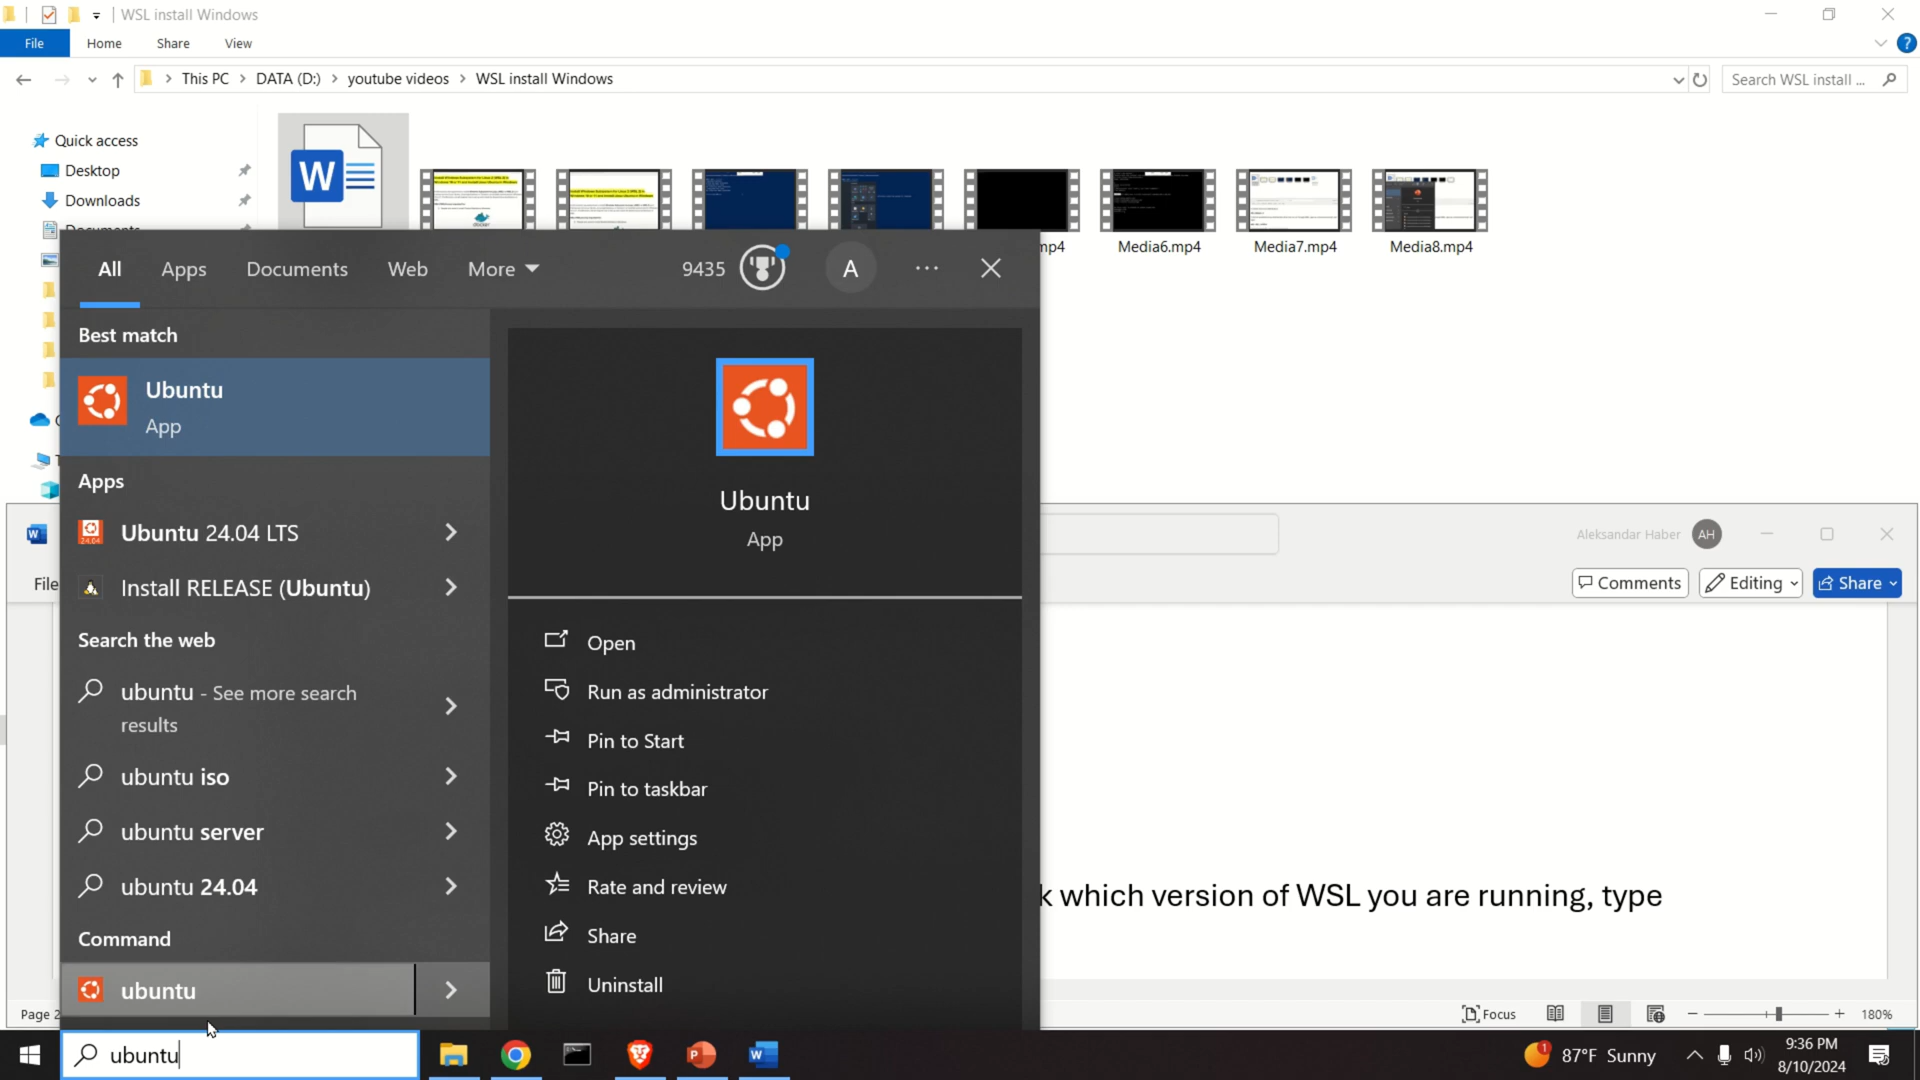 WSL install Windows
File
Home
Share
View
This PC
DATA (D:)
youtube videos
WSL install Windows
Search WSL install ...
Quick access
Desktop
Downloads
Documents
W
mp4
Media6.mp4
Media7.mp4
Media8.mp4
All
Apps
Documents
Web
More
9435
A
Best match
Ubuntu
App
Apps
Ubuntu 24.04 LTS
Install RELEASE (Ubuntu)
Search the web
ubuntu - See more search
results
ubuntu iso
ubuntu server
ubuntu 24.04
Command
ubuntu
Ubuntu
App
Open
Run as administrator
Pin to Start
Pin to taskbar
App settings
Rate and review
Share
Uninstall
Aleksandar Haber
AH
File
Comments
Editing
Share
k which version of WSL you are running, type
Page 2
Focus
180%
ubuntu
87°F Sunny
9:36 PM
8/10/2024